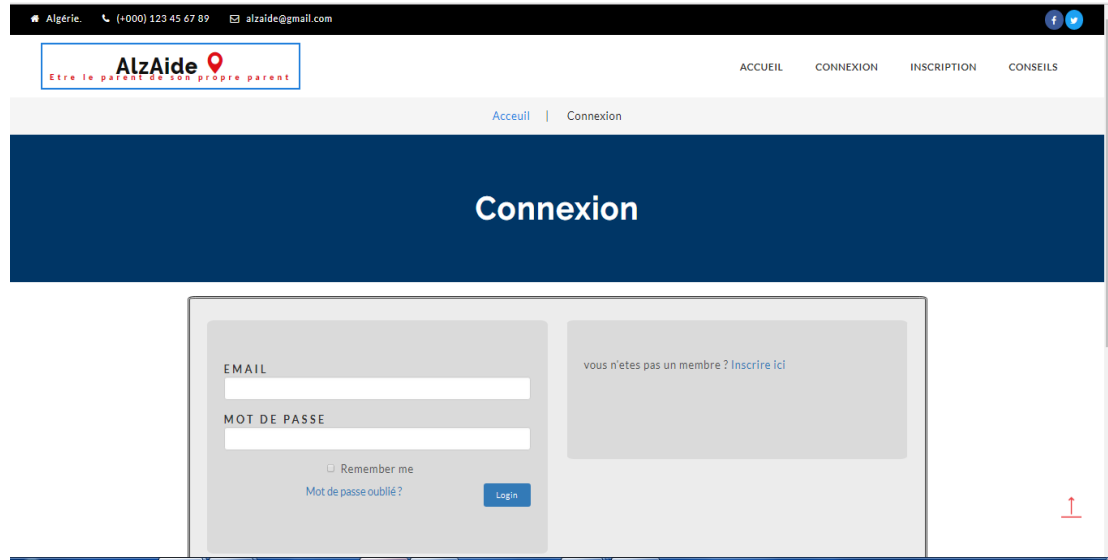 Algérie. (+000) 123 45 67 89 alzaide@gmail.com
AlzAide
Etre le parent de son propre parent
ACCUEIL CONNEXION INSCRIPTION CONSEILS
Acceuil | Connexion
Connexion
EMAIL
MOT DE PASSE
Remember me
Mot de passe oublié ?
Login
vous n'etes pas un membre ? Inscrire ici